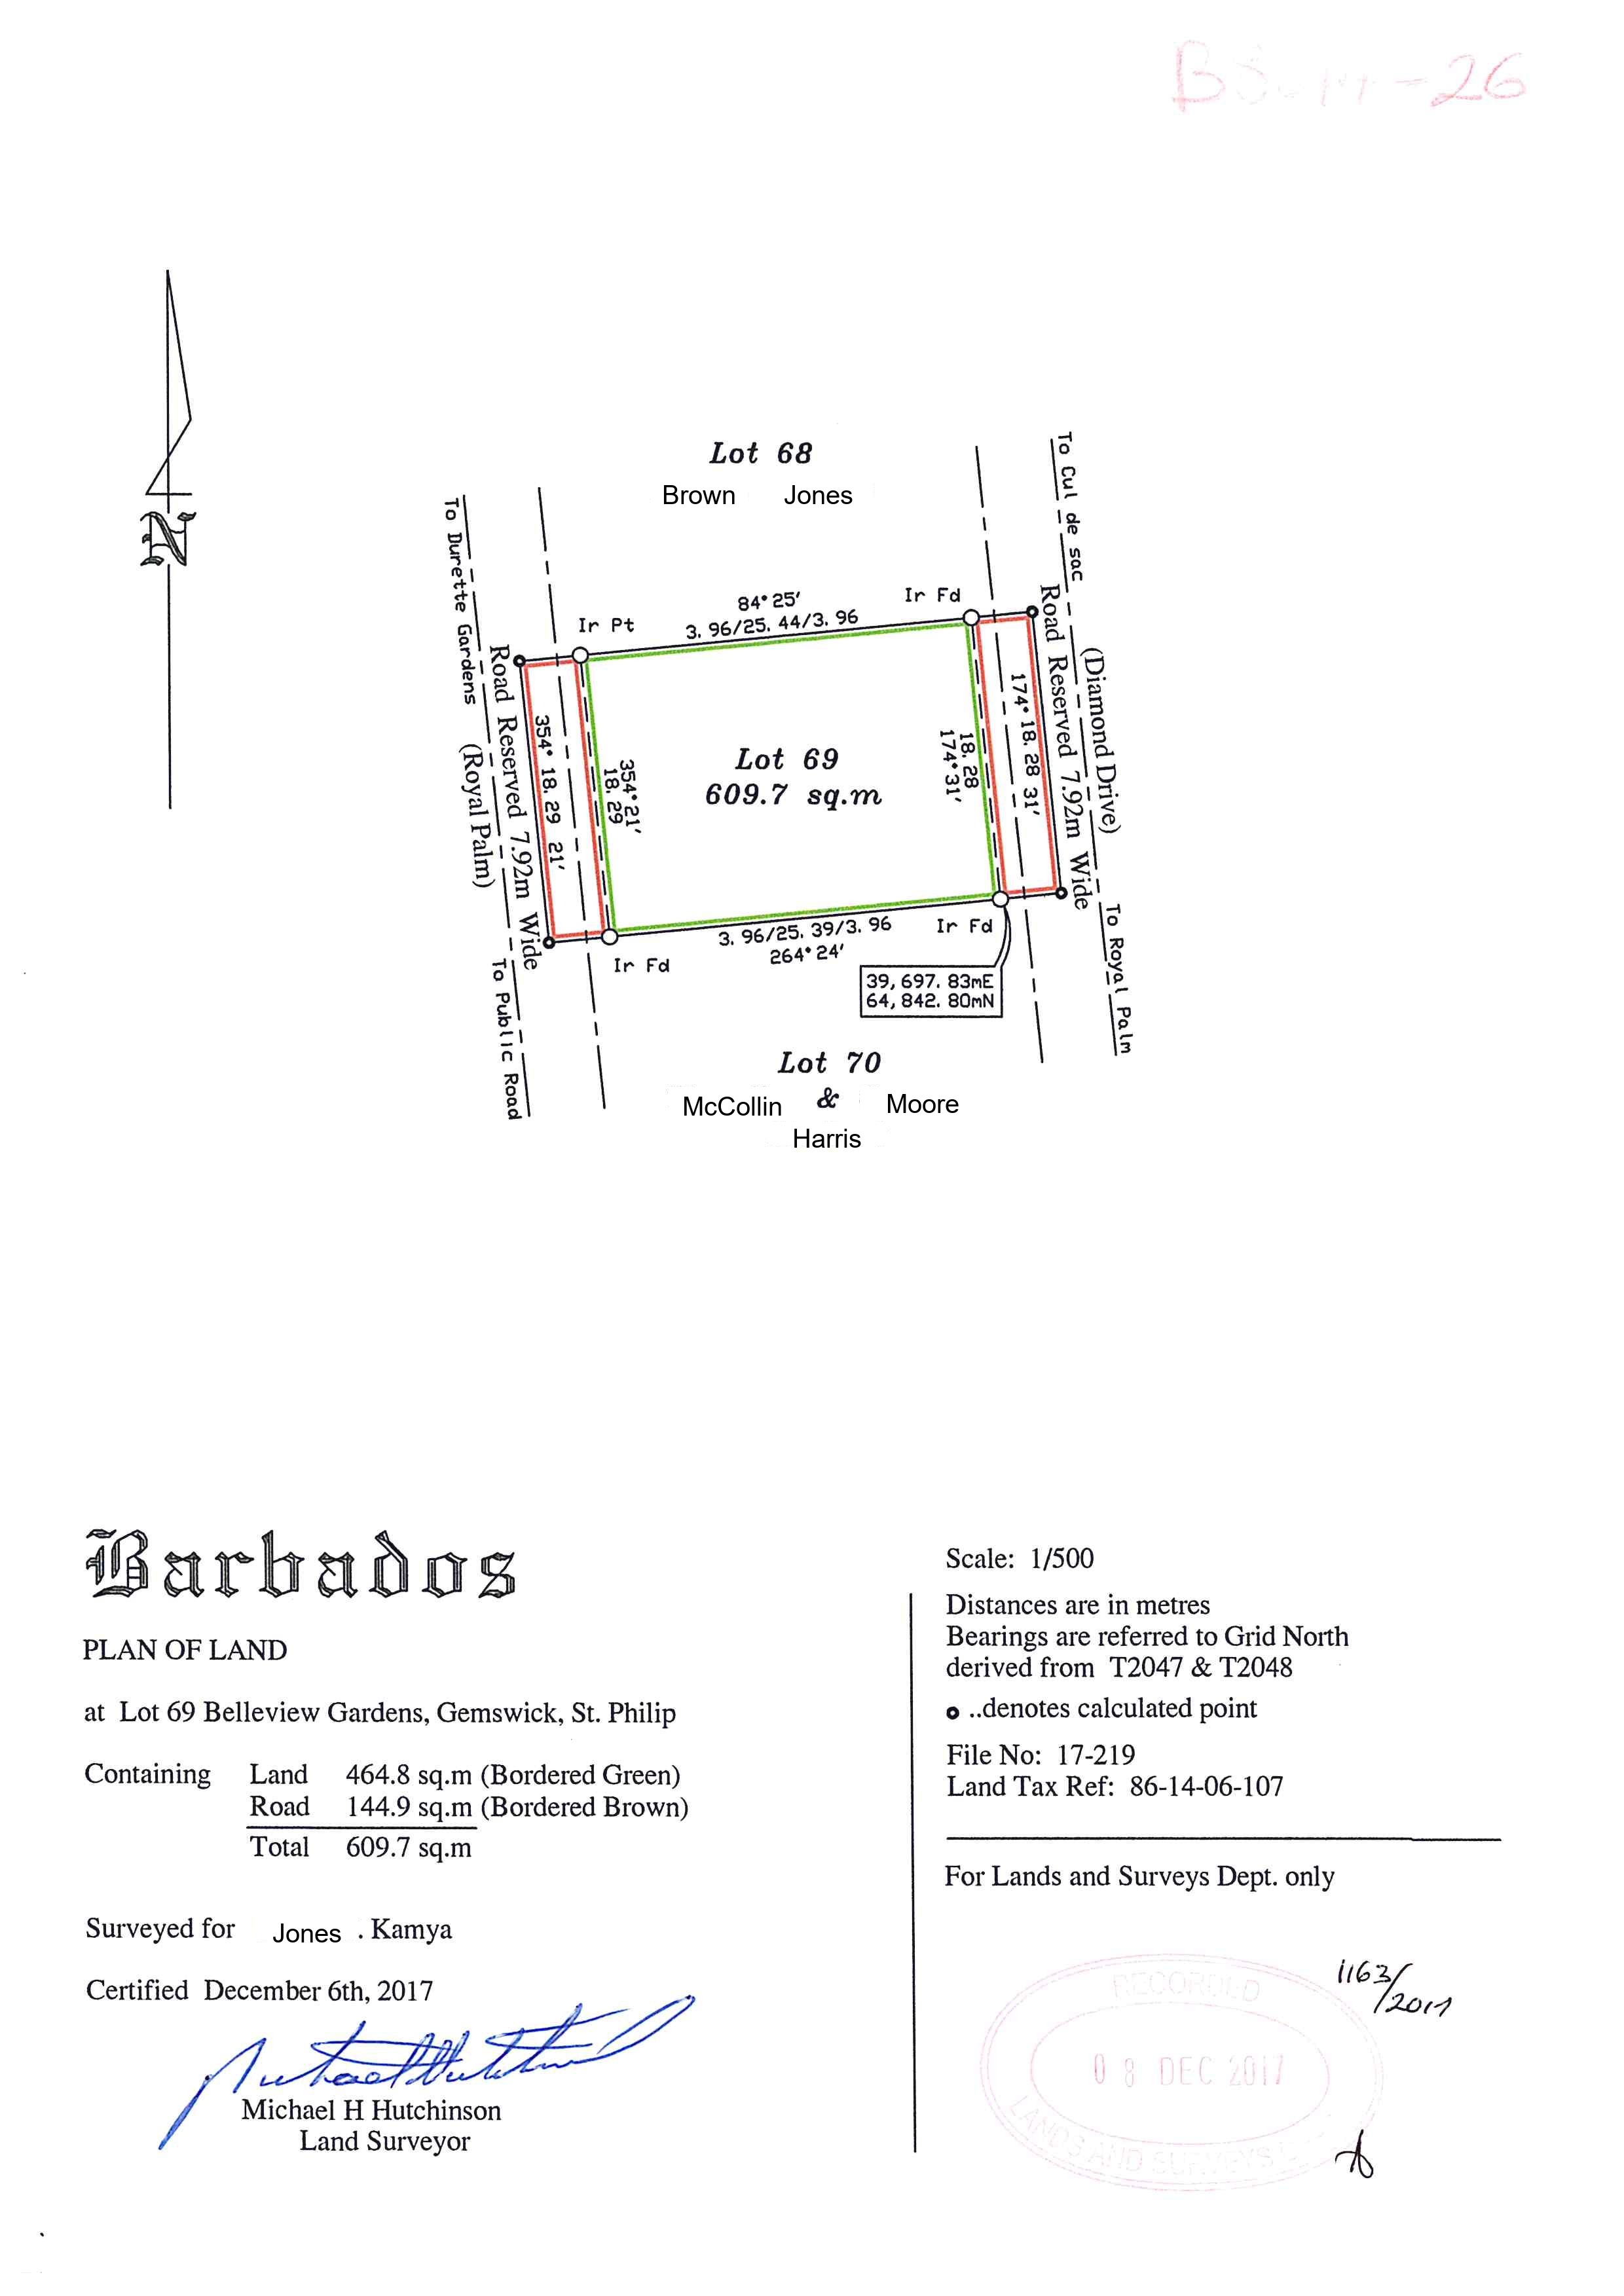 Lot 68
Brown Jones
To Cul de sac
To Durette Gardens
84°25'
3.96/25.44/3.96
Ir Fd
Ir Pt
Road Reserved 7.92m Wide
(Royal Palm)
354° 18.29 21'
354°21'
18.29
Lot 69
609.7 sq.m
18.28
174°31'
174° 18.28 31'
Road Reserved 7.92m Wide
(Diamond Drive)
To Royal Palm
To Public Road
Ir Fd
3.96/25.39/3.96
264°24'
Ir Fd
39,697.83mE
64,842.80mN
N
Lot 70
McCollin & Moore
Harris
Barbados
PLAN OF LAND
at Lot 69 Belleview Gardens, Gemswick, St. Philip
Containing Land 464.8 sq.m (Bordered Green)
Road 144.9 sq.m (Bordered Brown)
Total 609.7 sq.m
Surveyed for Jones . Kamya
Certified December 6th, 2017
Michael H Hutchinson
Land Surveyor
Scale: 1/500
Distances are in metres
Bearings are referred to Grid North
derived from T2047 & T2048
..denotes calculated point
File No: 17-219
Land Tax Ref: 86-14-06-107
For Lands and Surveys Dept. only
1163/2017
RECORDED
08 DEC 2017
LANDS AND SURVEYS